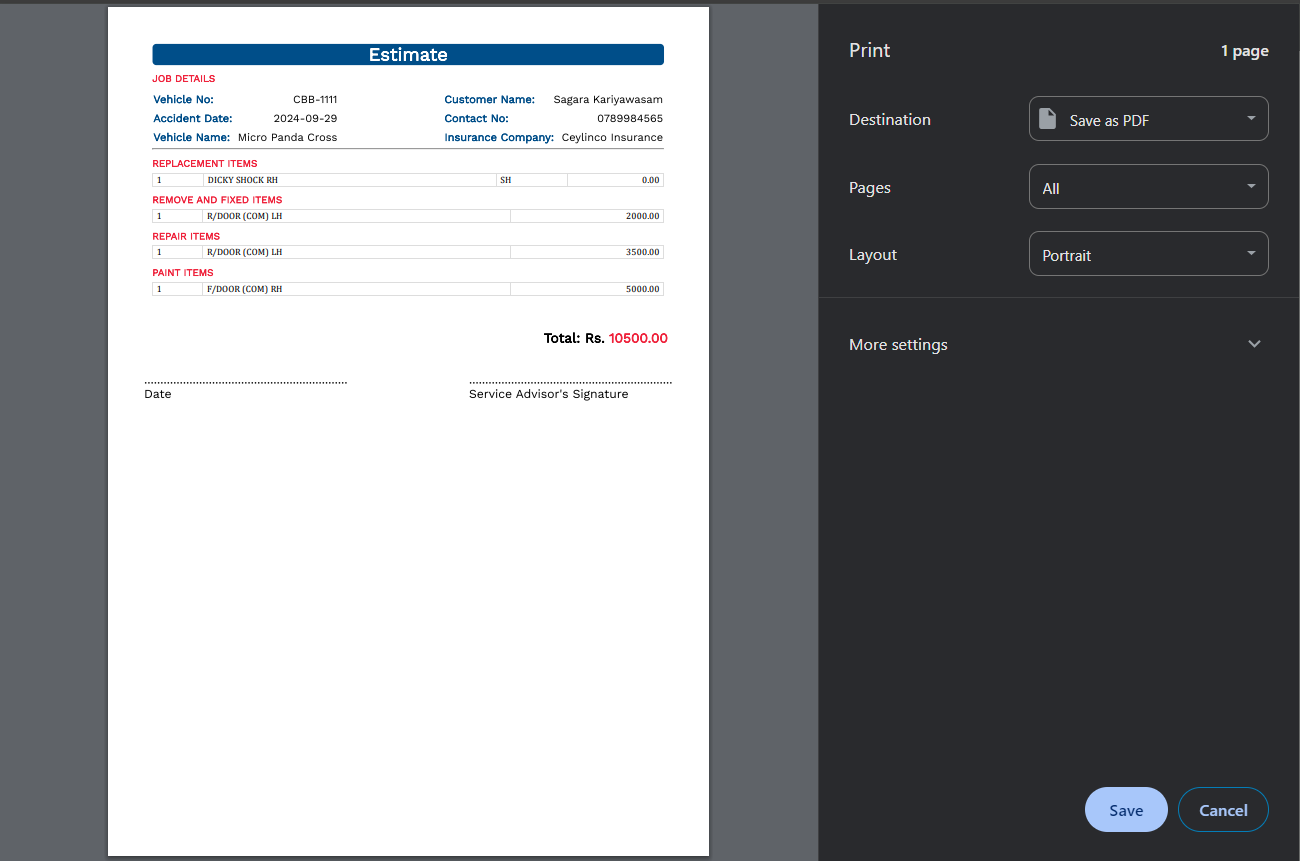 Estimate
JOB DETAILS
Vehicle No: CBB-1111 Customer Name: Sagara Kariyawasam
Accident Date: 2024-09-29 Contact No: 0789984565
Vehicle Name: Micro Panda Cross Insurance Company: Ceylinco Insurance
REPLACEMENT ITEMS
1 DICKY SHOCK RH SH 0.00
REMOVE AND FIXED ITEMS
1 R/DOOR (COM) LH 2000.00
REPAIR ITEMS
1 R/DOOR (COM) LH 3500.00
PAINT ITEMS
1 F/DOOR (COM) RH 5000.00
Total: Rs. 10500.00
Date Service Advisor's Signature
Print 1 page
Destination Save as PDF
Pages All
Layout Portrait
More settings
Save Cancel